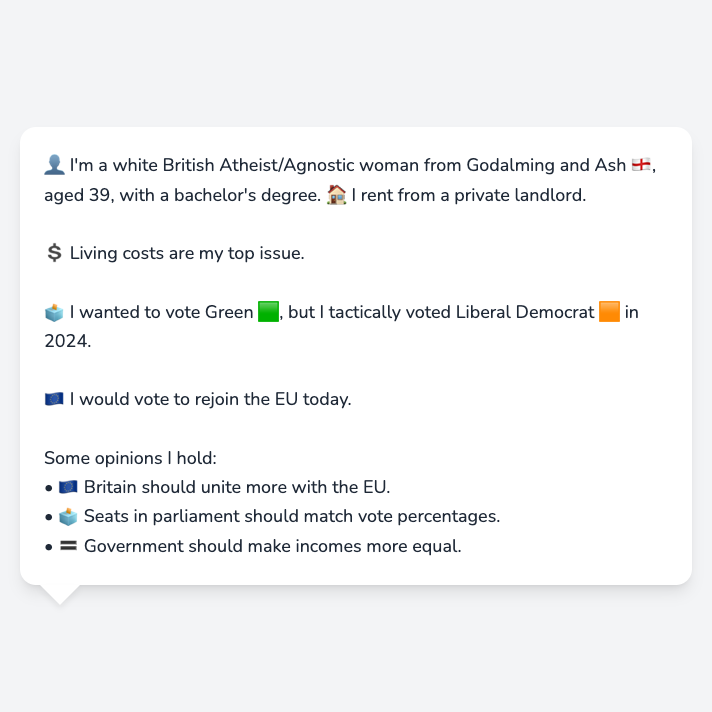 👤 I'm a white British Atheist/Agnostic woman from Godalming and Ash 🏴󠁧󠁢󠁥󠁮󠁧󠁿,
aged 39, with a bachelor's degree. 🏠 I rent from a private landlord.
💲 Living costs are my top issue.
🗳️ I wanted to vote Green 🟩, but I tactically voted Liberal Democrat 🟧 in
2024.
🇪🇺 I would vote to rejoin the EU today.
Some opinions I hold:
• 🇪🇺 Britain should unite more with the EU.
• 🗳️ Seats in parliament should match vote percentages.
• 🟰 Government should make incomes more equal.